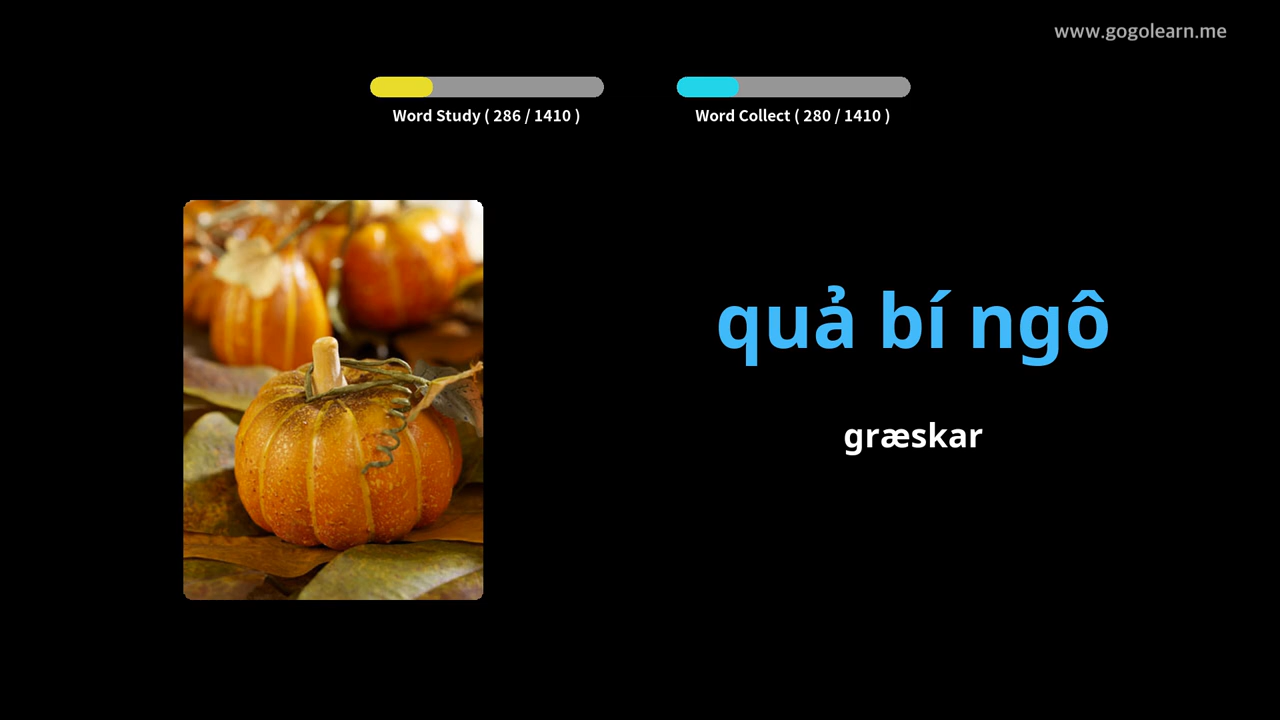 www.gogolearn.me
Word Study ( 286 / 1410 )
Word Collect ( 280 / 1410 )
quả bí ngô
græskar